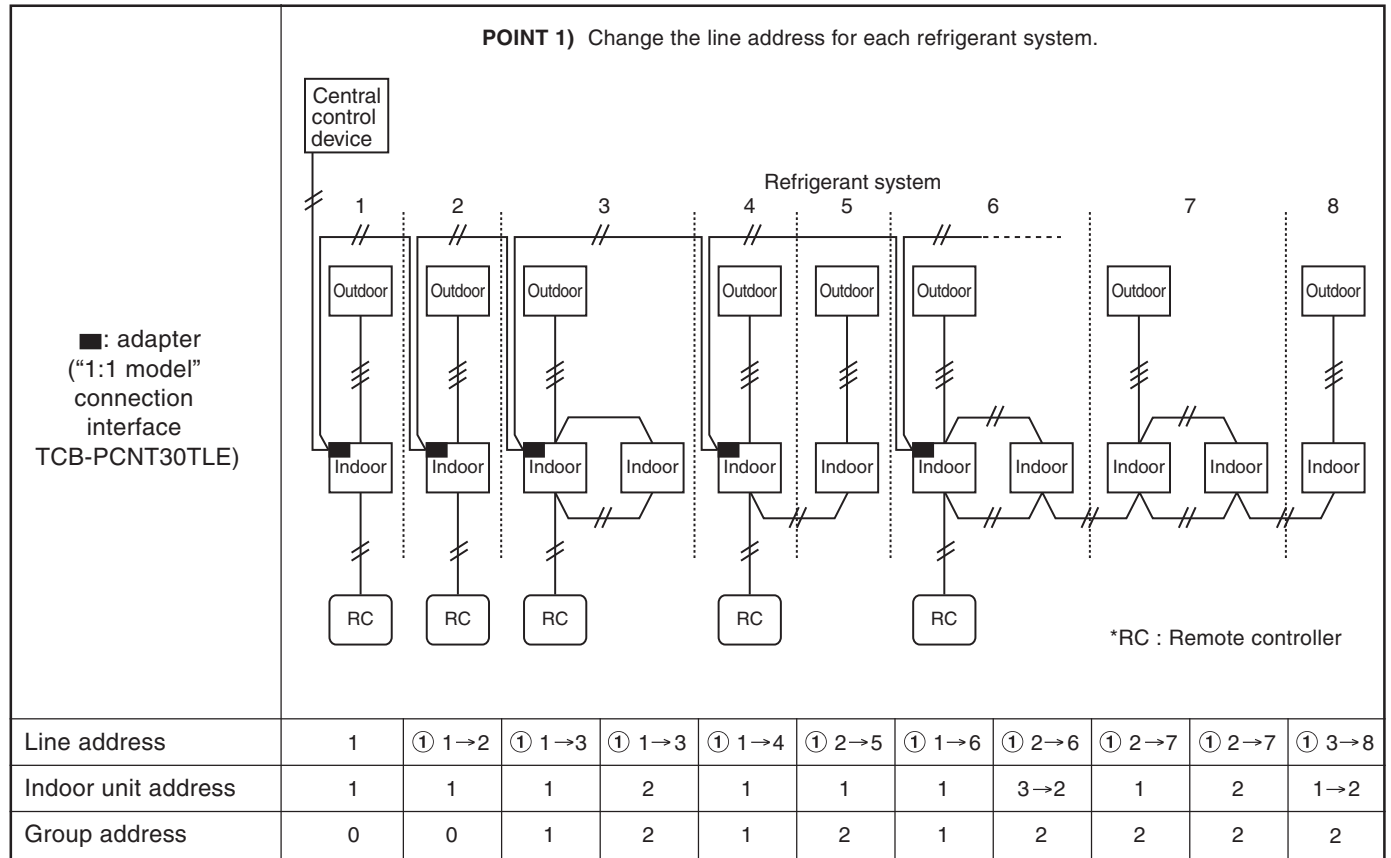 POINT 1) Change the line address for each refrigerant system.
Central
control
device
Refrigerant system
1 2 3 4 5 6 7 8
Outdoor Outdoor Outdoor Outdoor Outdoor Outdoor Outdoor Outdoor
■: adapter
(“1:1 model”
connection
interface
TCB-PCNT30TLE)
Indoor Indoor Indoor Indoor Indoor Indoor Indoor Indoor Indoor Indoor Indoor
RC RC RC RC RC
*RC : Remote controller
Line address 1 ① 1→2 ① 1→3 ① 1→3 ① 1→4 ① 2→5 ① 1→6 ① 2→6 ① 2→7 ① 2→7 ① 3→8
Indoor unit address 1 1 1 2 1 1 1 3→2 1 2 1→2
Group address 0 0 1 2 1 2 1 2 2 2 2